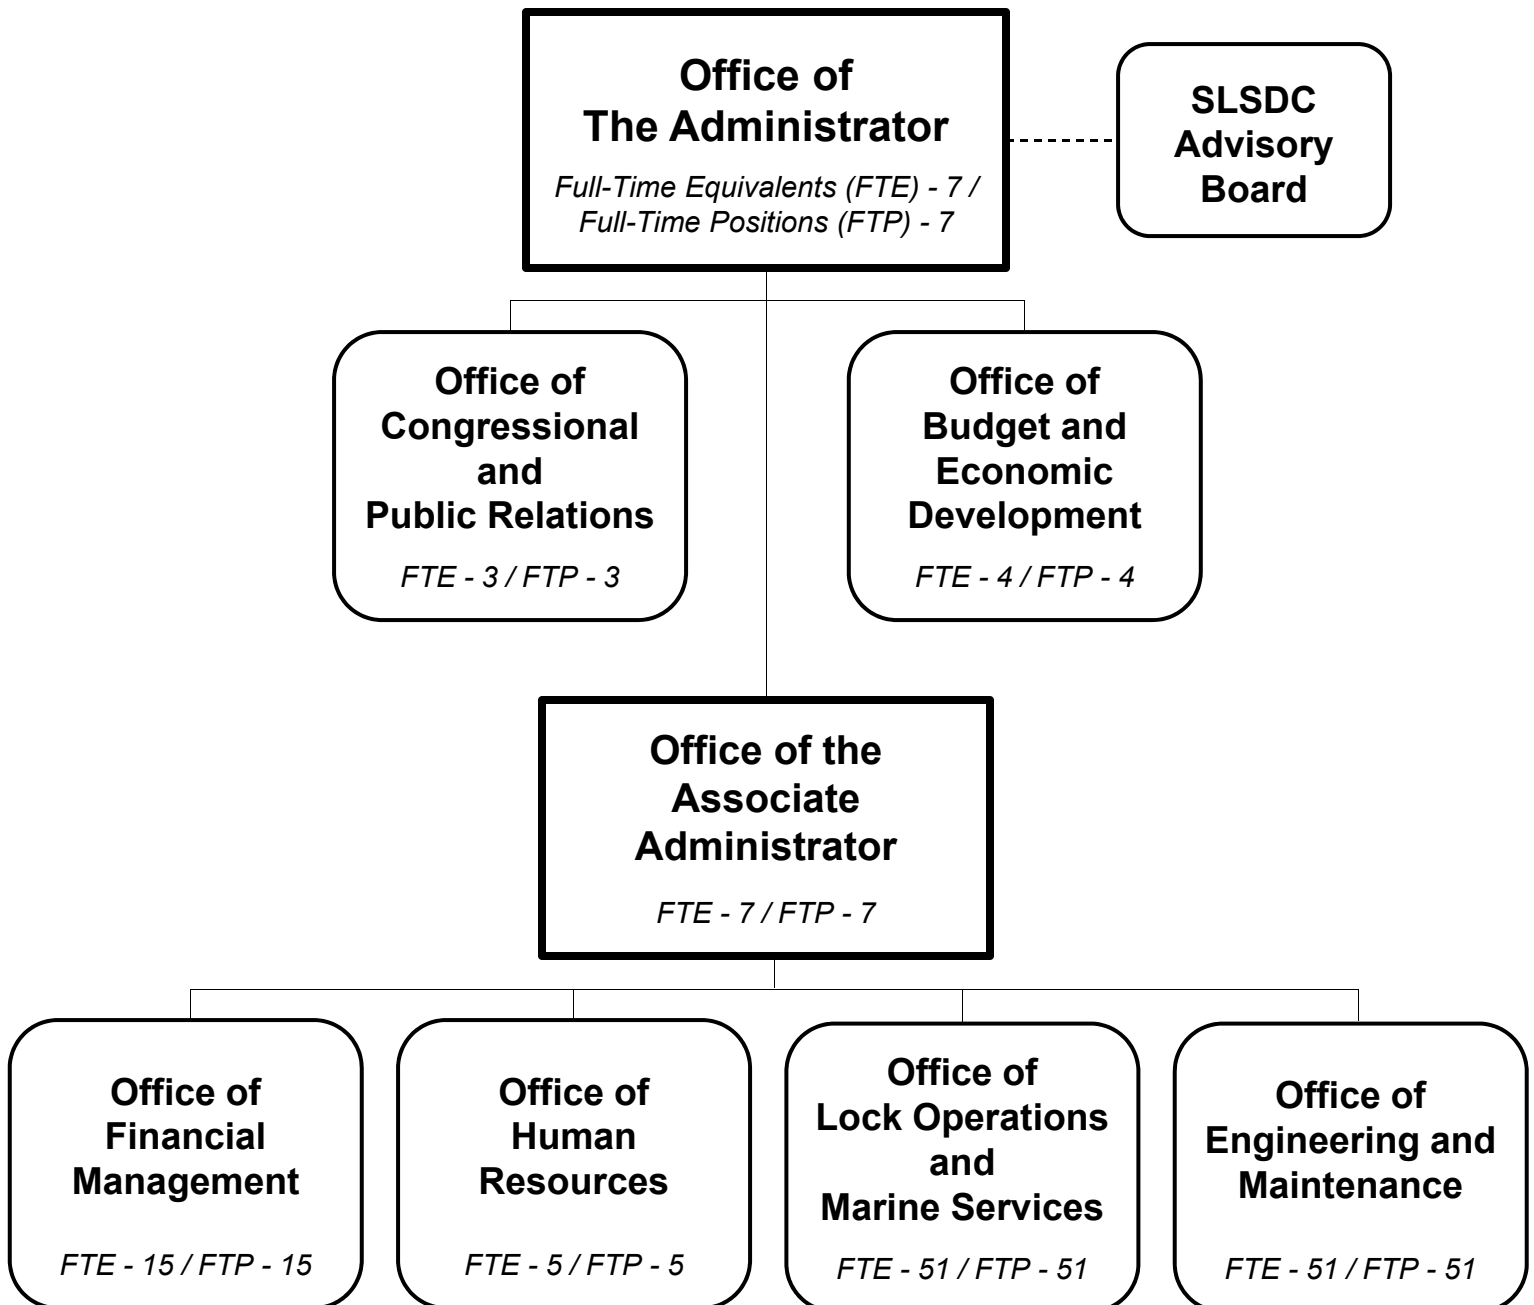 Office of
The Administrator
Full-Time Equivalents (FTE) - 7 /
Full-Time Positions (FTP) - 7
SLSDC
Advisory
Board
Office of
Congressional
and
Public Relations
FTE - 3 / FTP - 3
Office of
Budget and
Economic
Development
FTE - 4 / FTP - 4
Office of the
Associate
Administrator
FTE - 7 / FTP - 7
Office of
Financial
Management
FTE - 15 / FTP - 15
Office of
Human
Resources
FTE - 5 / FTP - 5
Office of
Lock Operations
and
Marine Services
FTE - 51 / FTP - 51
Office of
Engineering and
Maintenance
FTE - 51 / FTP - 51